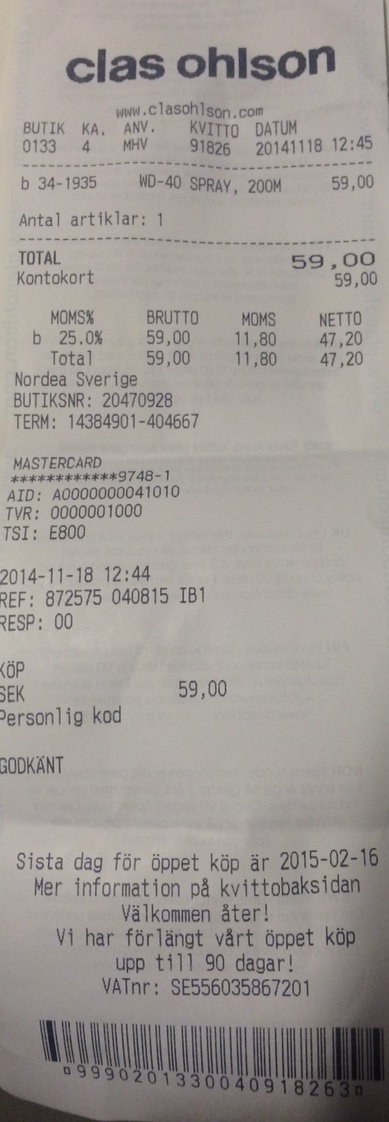 clas ohlson
www.clasohlson.com
BUTIK KA. ANV. KVITTO DATUM
0133 4 MHV 91826 20141118 12:45
b 34-1935 WD-40 SPRAY, 200M 59,00
Antal artiklar: 1
TOTAL 59,00
Kontokort 59,00
MOMS% BRUTTO MOMS NETTO
b 25.0% 59,00 11,80 47,20
Total 59,00 11,80 47,20
Nordea Sverige
BUTIKSNR: 20470928
TERM: 14384901-404667
MASTERCARD
************9748-1
AID: A0000000041010
TVR: 0000001000
TSI: E800
2014-11-18 12:44
REF: 872575 040815 IB1
RESP: 00
KÖP
SEK 59,00
Personlig kod
GODKÄNT
Sista dag för öppet köp är 2015-02-16
Mer information på kvittobaksidan
Välkommen åter!
Vi har förlängt vårt öppet köp
upp till 90 dagar!
VATnr: SE556035867201
¤9990201330040918263¤